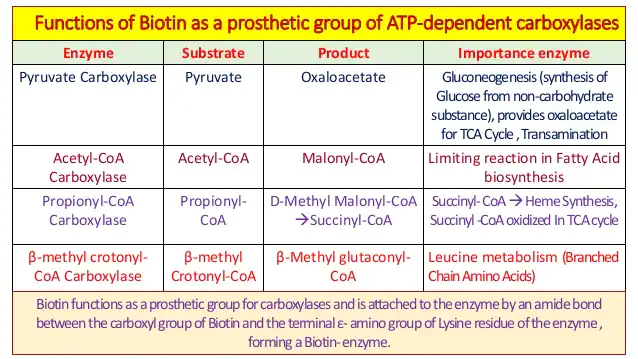 Functions of Biotin as a prosthetic group of ATP-dependent carboxylases
Enzyme Substrate Product Importance enzyme
Pyruvate Carboxylase Pyruvate Oxaloacetate Gluconeogenesis (synthesis of
Glucose from non-carbohydrate
substance), provides oxaloacetate
for TCA Cycle , Transamination
Acetyl-CoA Acetyl-CoA Malonyl-CoA Limiting reaction in Fatty Acid
Carboxylase biosynthesis
Propionyl-CoA Propionyl- D-Methyl Malonyl-CoA Succinyl- CoA → Heme Synthesis,
Carboxylase CoA →Succinyl-CoA Succinyl -CoA oxidized In TCA cycle
β-methyl crotonyl- β-methyl β-Methyl glutaconyl- Leucine metabolism (Branched
CoA Carboxylase Crotonyl-CoA CoA Chain Amino Acids)
Biotin functions as a prosthetic group for carboxylases and is attached to the enzyme by an amide bond
between the carboxyl group of Biotin and the terminal ε- amino group of Lysine residue of the enzyme ,
forming a Biotin- enzyme.